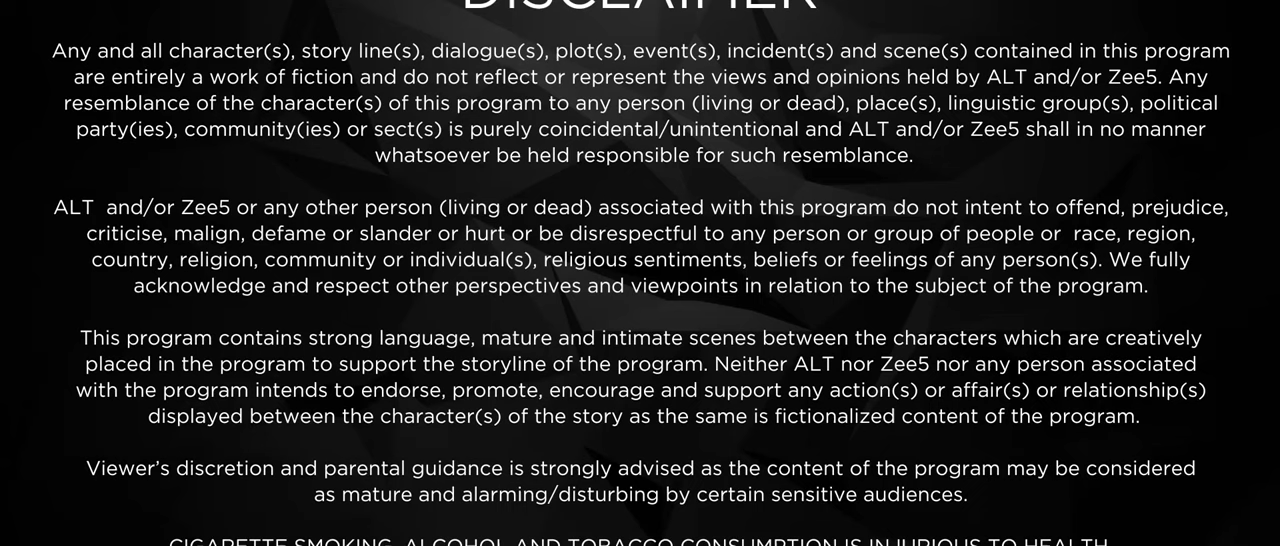 DISCLAIMER
Any and all character(s), story line(s), dialogue(s), plot(s), event(s), incident(s) and scene(s) contained in this program
are entirely a work of fiction and do not reflect or represent the views and opinions held by ALT and/or Zee5. Any
resemblance of the character(s) of this program to any person (living or dead), place(s), linguistic group(s), political
party(ies), community(ies) or sect(s) is purely coincidental/unintentional and ALT and/or Zee5 shall in no manner
whatsoever be held responsible for such resemblance.
ALT and/or Zee5 or any other person (living or dead) associated with this program do not intent to offend, prejudice,
criticise, malign, defame or slander or hurt or be disrespectful to any person or group of people or race, region,
country, religion, community or individual(s), religious sentiments, beliefs or feelings of any person(s). We fully
acknowledge and respect other perspectives and viewpoints in relation to the subject of the program.
This program contains strong language, mature and intimate scenes between the characters which are creatively
placed in the program to support the storyline of the program. Neither ALT nor Zee5 nor any person associated
with the program intends to endorse, promote, encourage and support any action(s) or affair(s) or relationship(s)
displayed between the character(s) of the story as the same is fictionalized content of the program.
Viewer's discretion and parental guidance is strongly advised as the content of the program may be considered
as mature and alarming/disturbing by certain sensitive audiences.
CIGARETTE SMOKING, ALCOHOL AND TOBACCO CONSUMPTION IS INJURIOUS TO HEALTH